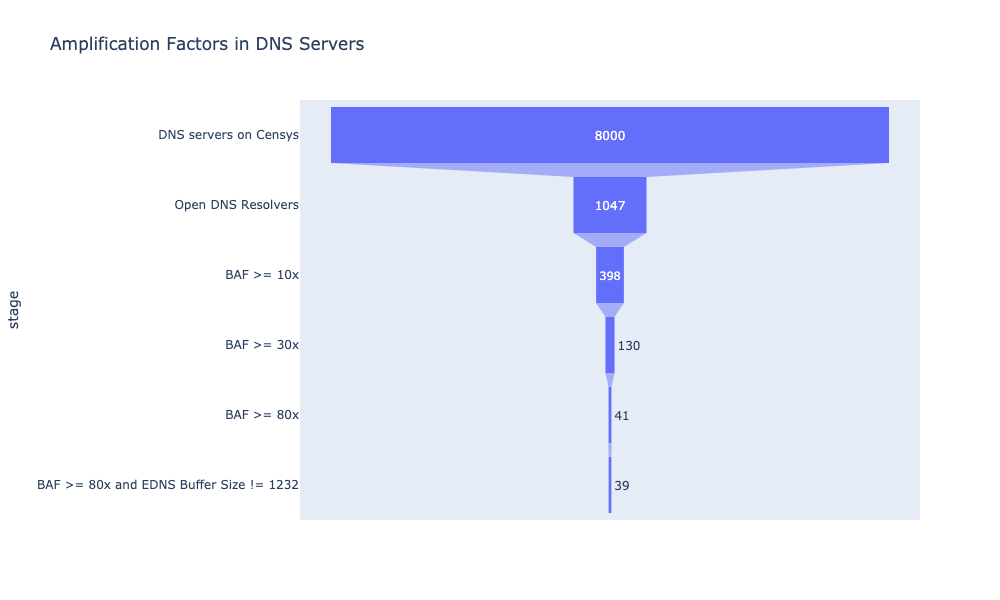 Amplification Factors in DNS Servers
stage
DNS servers on Censys
8000
Open DNS Resolvers
1047
BAF >= 10x
398
BAF >= 30x
130
BAF >= 80x
41
BAF >= 80x and EDNS Buffer Size != 1232
39